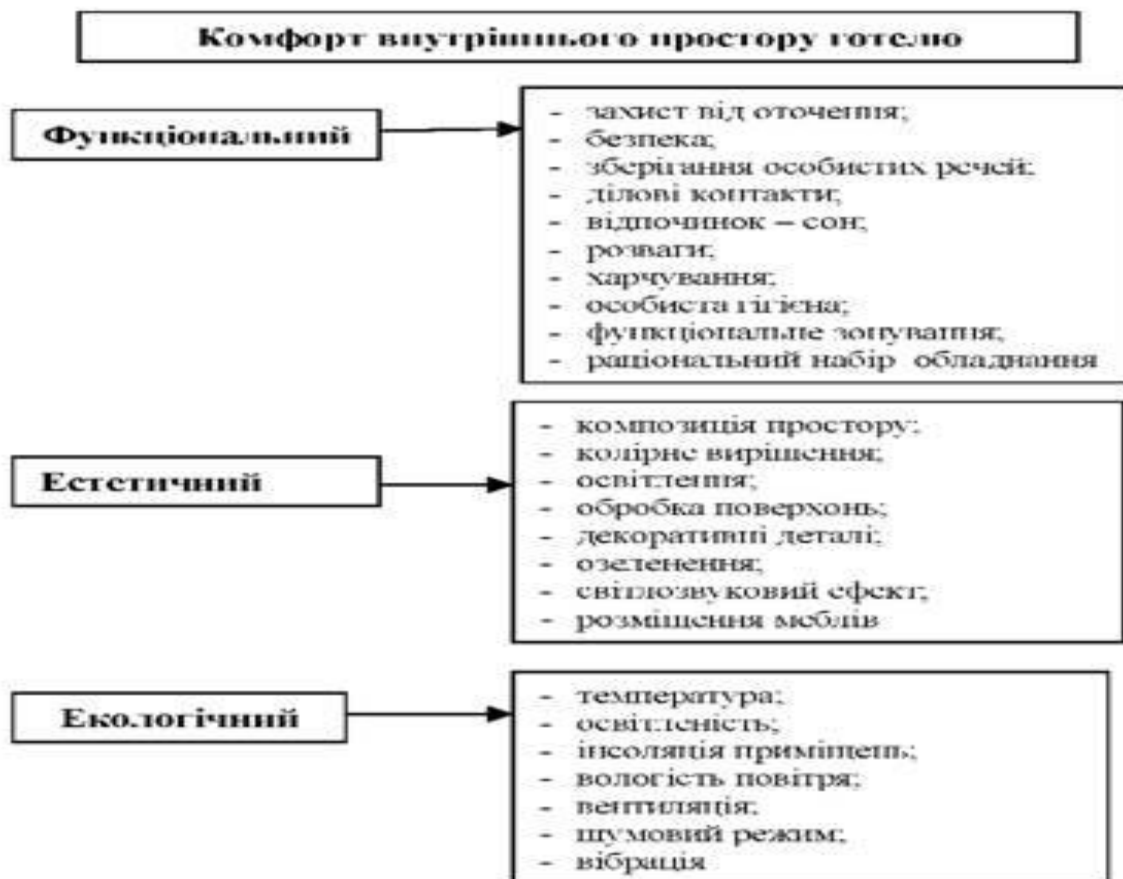 Комфорт внутрішнього простору готелю
Функціональний
- захист від оточення;
- безпека;
- зберігання особистих речей;
- ділові контакти;
- відпочинок – сон;
- розваги;
- харчування;
- особиста гігієна;
- функціональне зонування;
- раціональний набір обладнання
Естетичний
- композиція простору;
- колірне вирішення;
- освітлення;
- обробка поверхонь;
- декоративні деталі;
- озеленення;
- світлозвуковий ефект;
- розміщення меблів
Екологічний
- температура;
- освітленість;
- інсоляція приміщень;
- вологість повітря;
- вентиляція;
- шумовий режим;
- вібрація